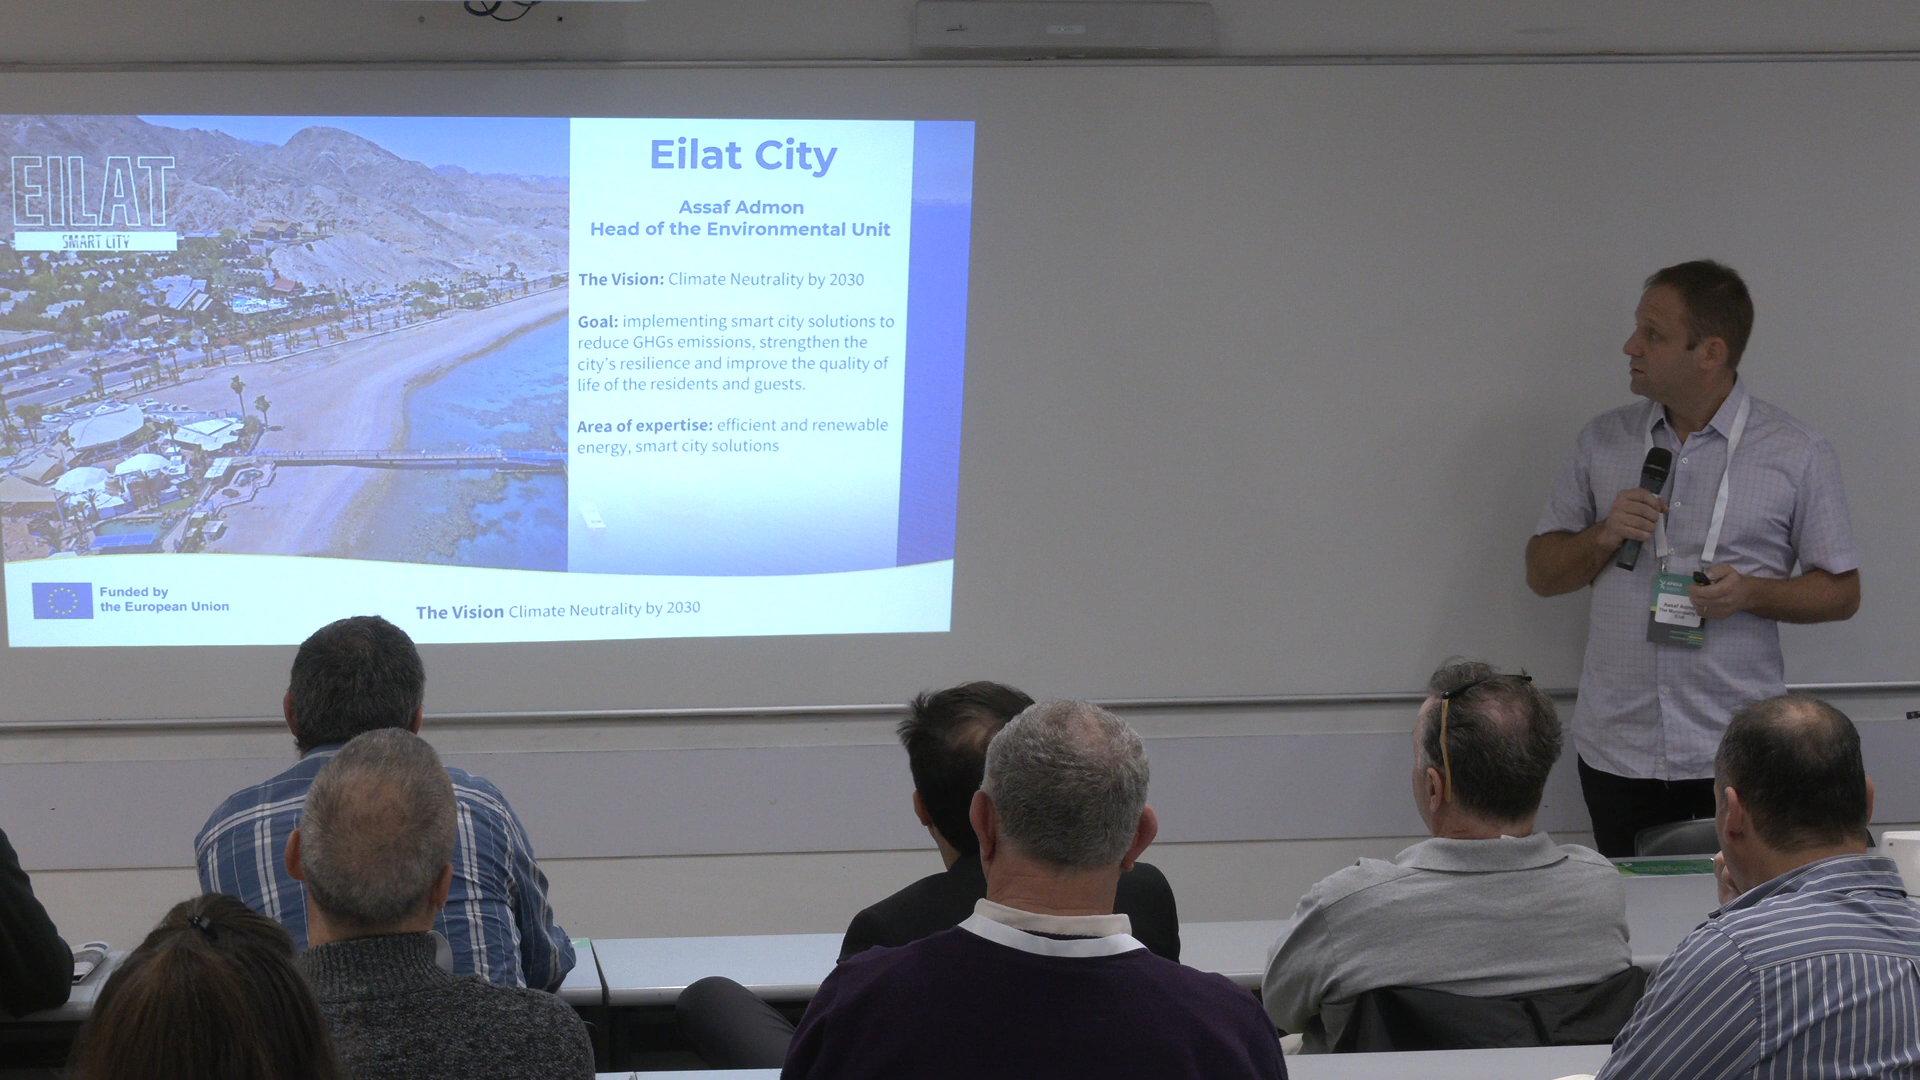 EILAT
SMART CITY
Eilat City
Assaf Admon
Head of the Environmental Unit
The Vision: Climate Neutrality by 2030
Goal: implementing smart city solutions to
reduce GHGs emissions, strengthen the
city's resilience and improve the quality of
life of the residents and guests.
Area of expertise: efficient and renewable
energy, smart city solutions
Funded by
the European Union
The Vision Climate Neutrality by 2030
Assaf
The Municipality